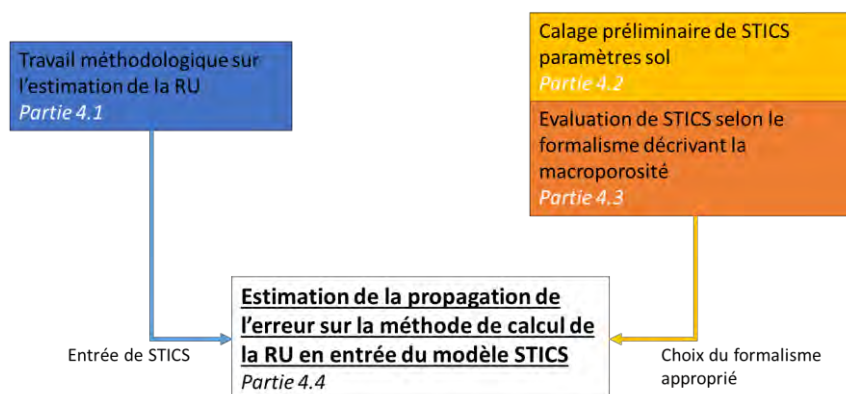 Travail méthodologique sur
l'estimation de la RU
Partie 4.1
Calage préliminaire de STICS
paramètres sol
Partie 4.2
Evaluation de STICS selon le
formalisme décrivant la
macroporosité
Partie 4.3
Estimation de la propagation de
l'erreur sur la méthode de calcul de
la RU en entrée du modèle STICS
Partie 4.4
Entrée de STICS
Choix du formalisme
approprié